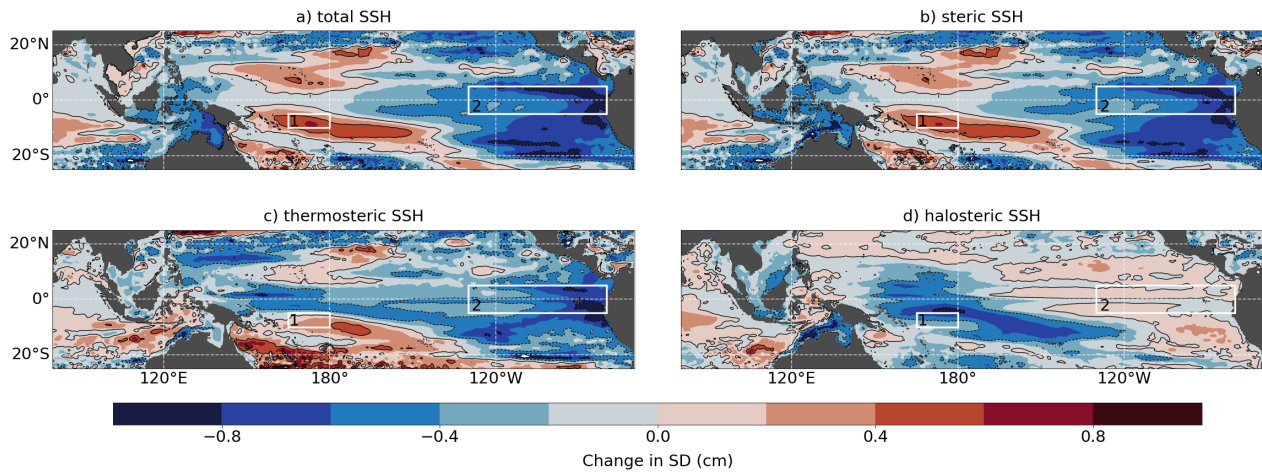 a) total SSH
b) steric SSH
20°N
0°
20°S
1
2
1
2
c) thermosteric SSH
d) halosteric SSH
20°N
0°
20°S
1
2
1
2
120°E 180° 120°W
120°E 180° 120°W
−0.8 −0.4 0.0 0.4 0.8
Change in SD (cm)